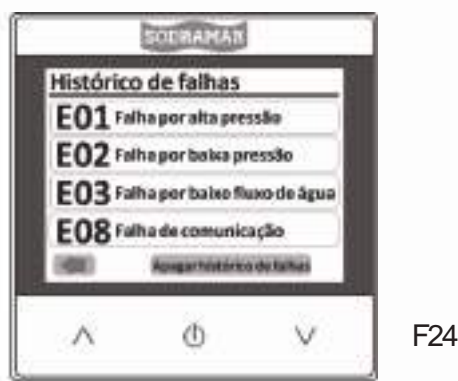 SODRAMAR
Histórico de falhas
E01 Falha por alta pressão
E02 Falha por baixa pressão
E03 Falha por baixo fluxo de água
E08 Falha de comunicação
Apagar histórico de falhas
F24